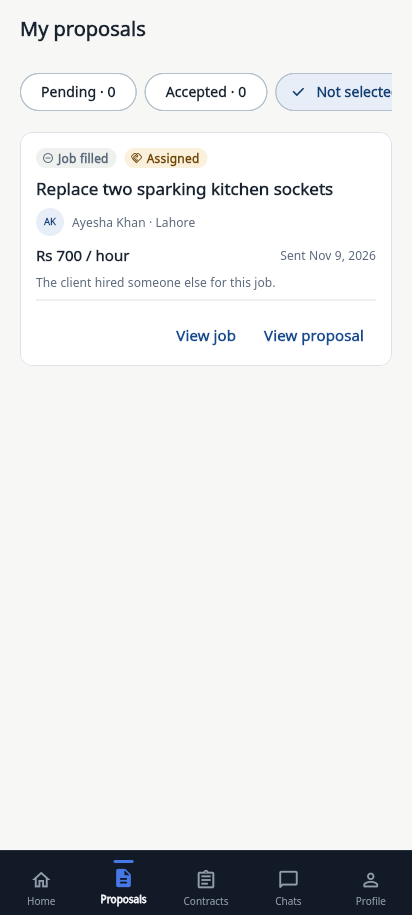 My proposals
Pending · 0
Accepted · 0
Not selected
Job filled
Assigned
Replace two sparking kitchen sockets
AK
Ayesha Khan · Lahore
Rs 700 / hour
Sent Nov 9, 2026
The client hired someone else for this job.
View job
View proposal
Home
Proposals
Contracts
Chats
Profile